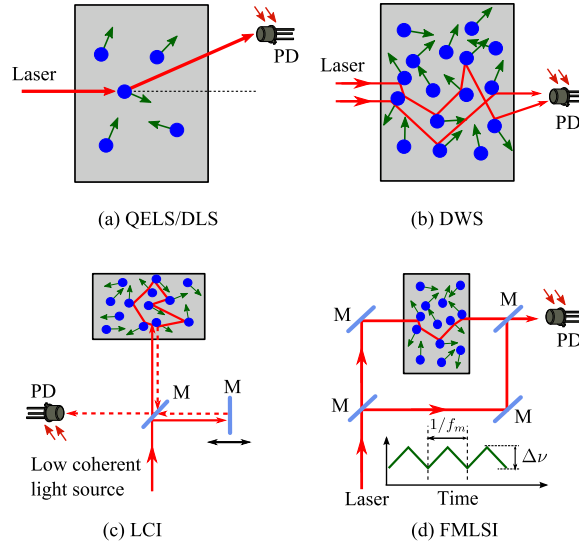 PD
Laser
(a) QELS/DLS
Laser
PD
(b) DWS
PD
M
M
Low coherent
light source
(c) LCI
M
M
PD
M
M
1/fₘ
Δν
Laser
Time
(d) FMLSI